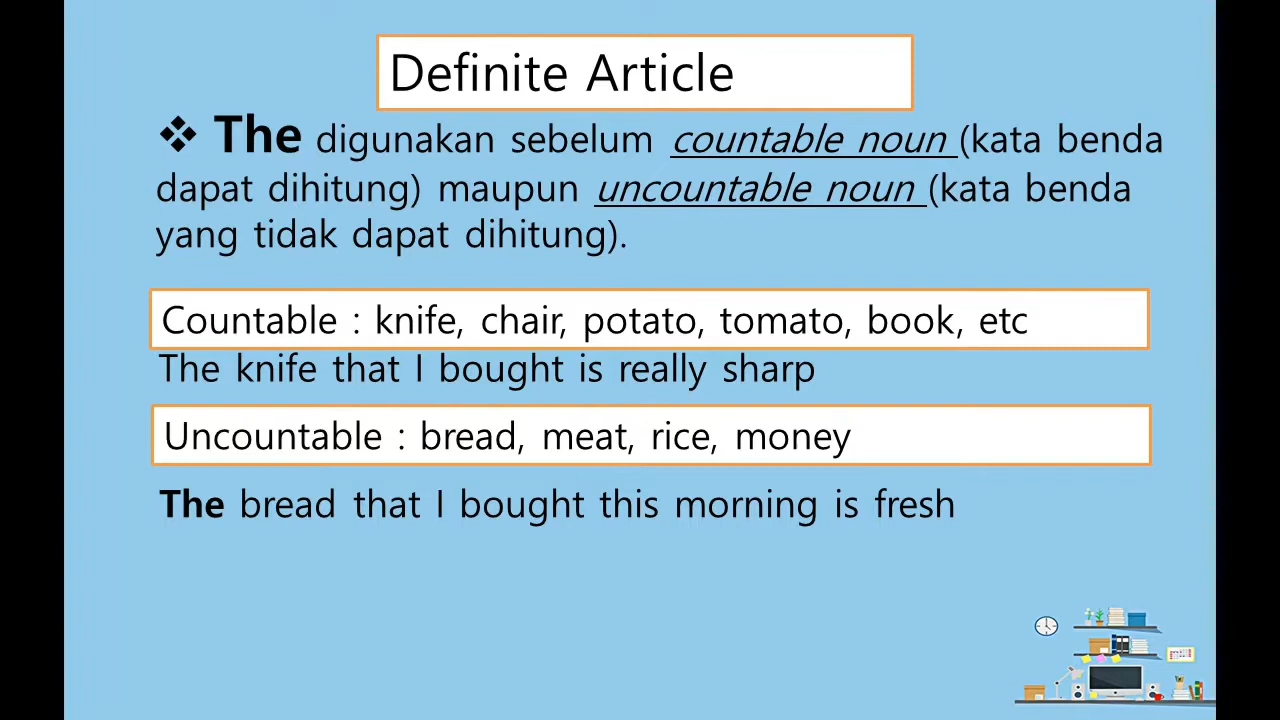 Definite Article
❖ The digunakan sebelum countable noun (kata benda
dapat dihitung) maupun uncountable noun (kata benda
yang tidak dapat dihitung).
Countable : knife, chair, potato, tomato, book, etc
The knife that I bought is really sharp
Uncountable : bread, meat, rice, money
The bread that I bought this morning is fresh